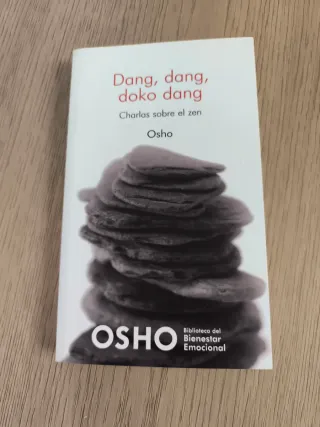 Dang, dang,
doko dang
Charlas sobre el zen
Osho
OSHO
Biblioteca del
Bienestar
Emocional